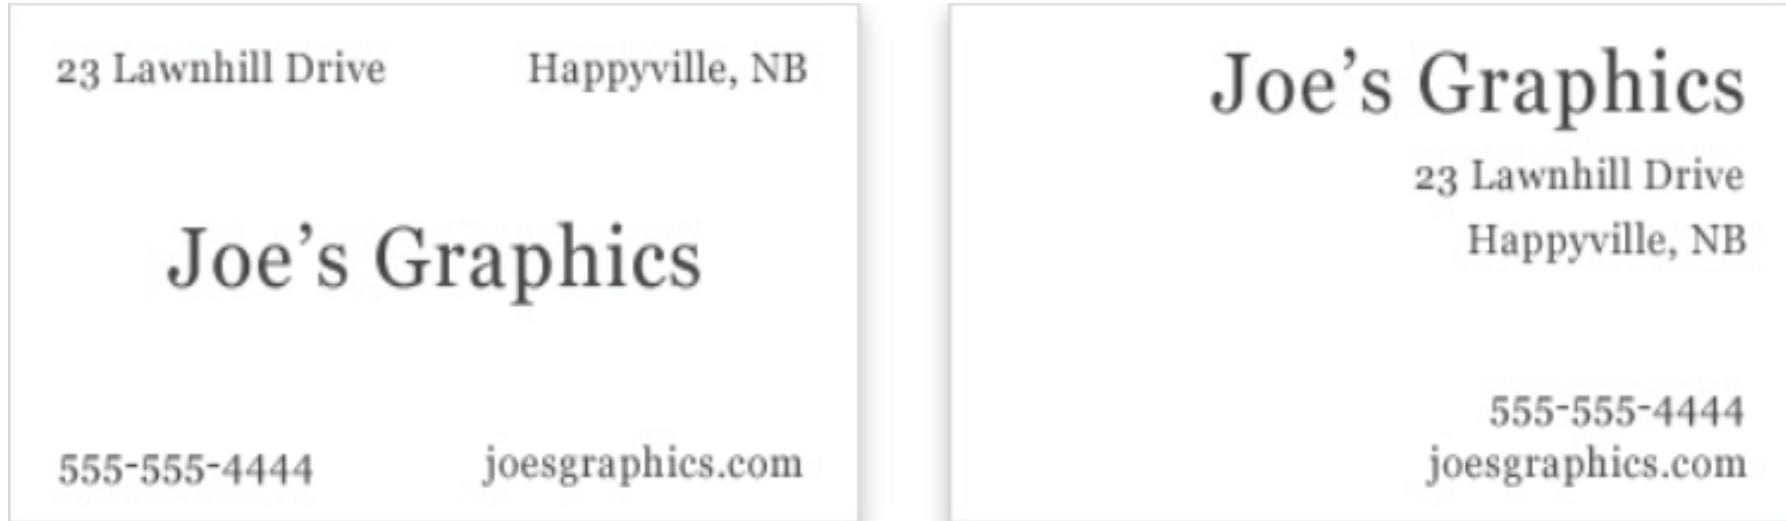 23 Lawnhill Drive Happyville, NB
Joe’s Graphics
555-555-4444 joesgraphics.com
Joe’s Graphics
23 Lawnhill Drive
Happyville, NB
555-555-4444
joesgraphics.com